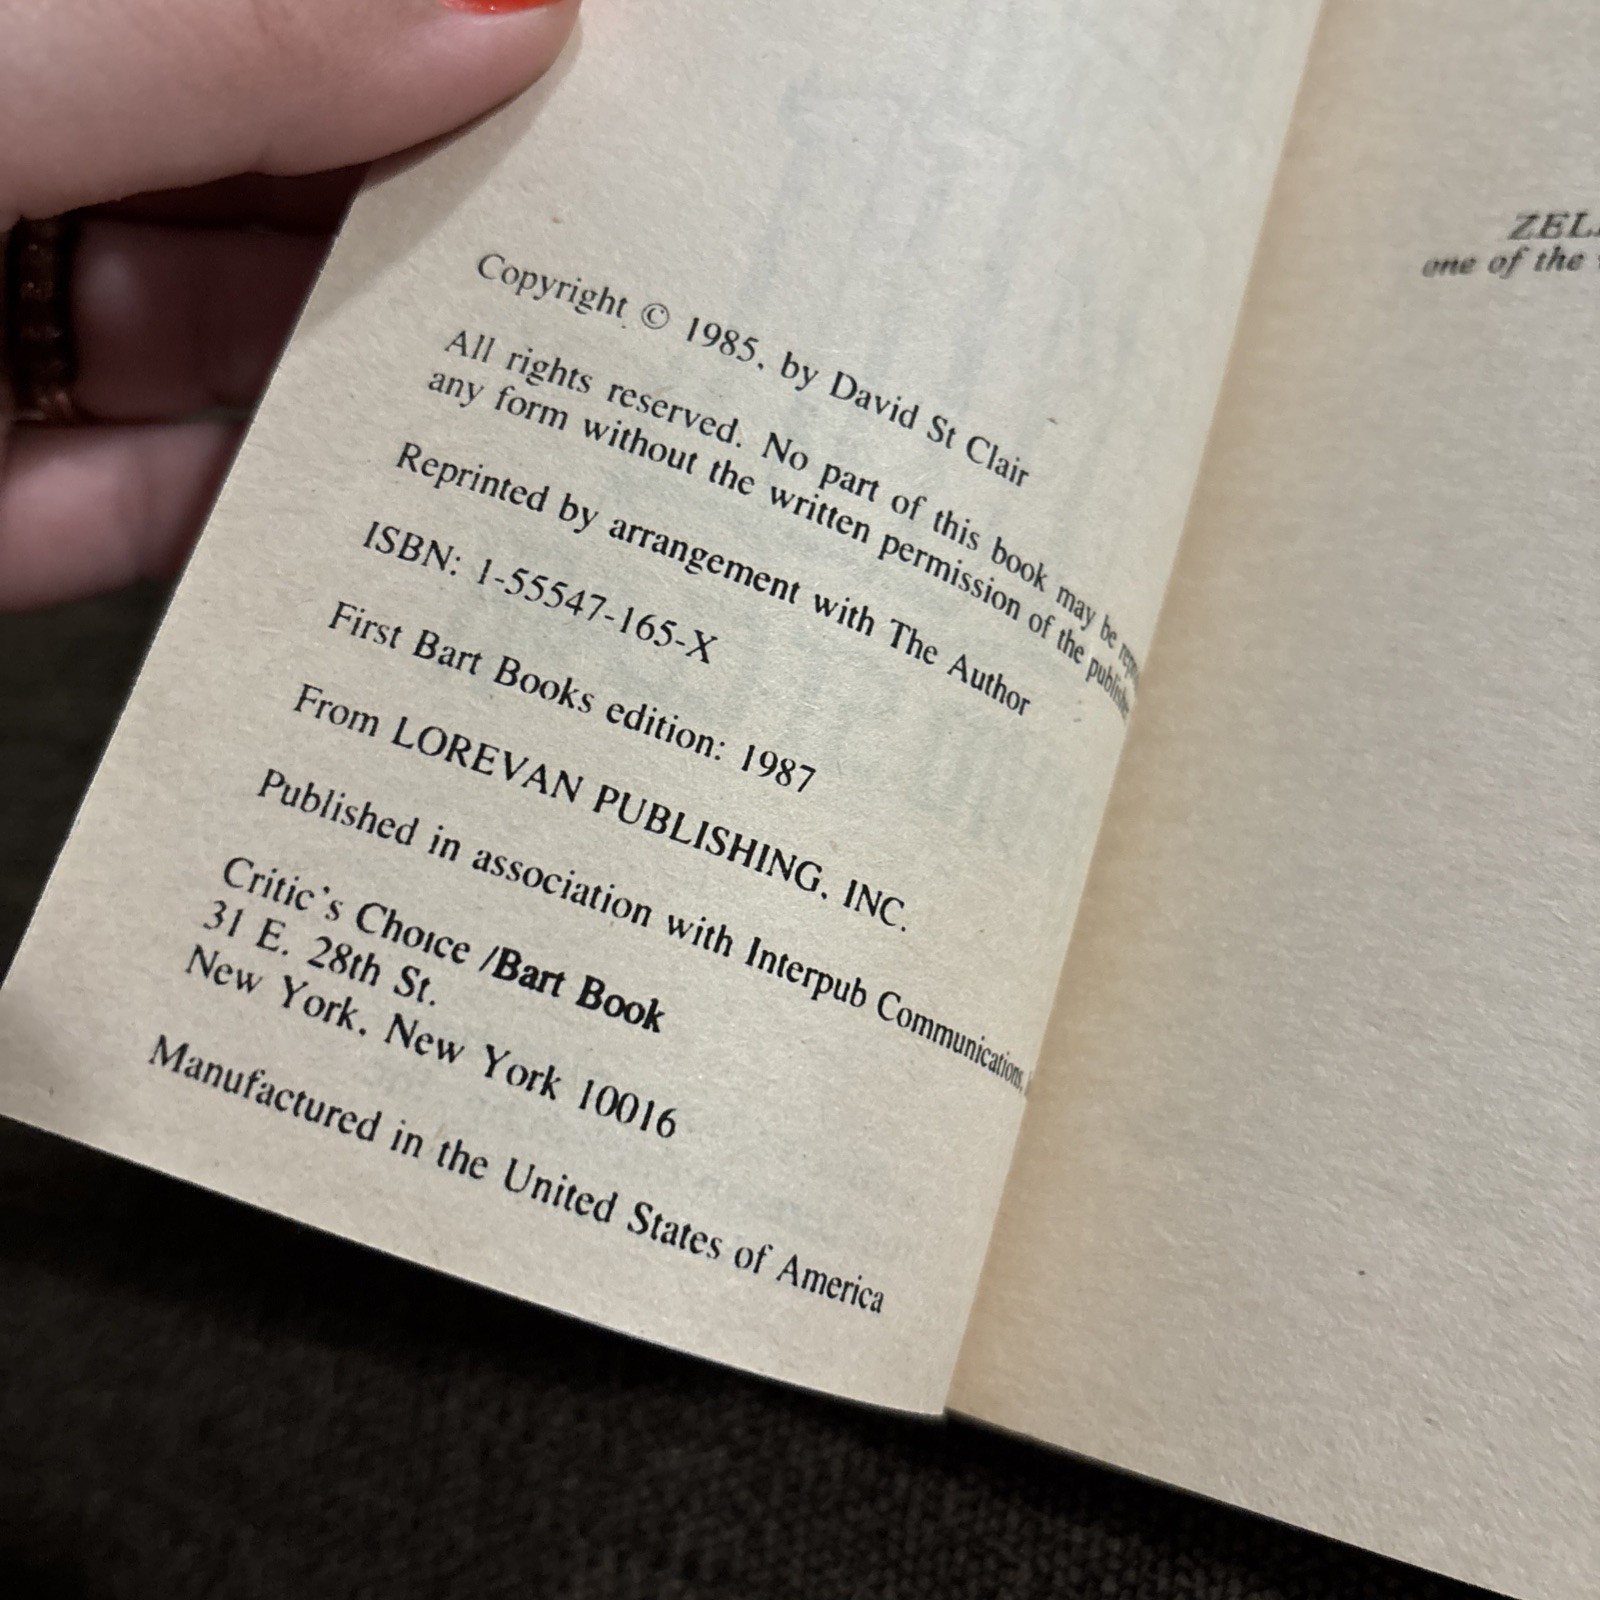 Copyright © 1985, by David St Clair
All rights reserved. No part of this book may be
any form without the written permission of the
Reprinted by arrangement with The Author
ISBN: 1-55547-165-X
First Bart Books edition: 1987
From LOREVAN PUBLISHING, INC.
Published in association with Interpub Communications,
Critic's Choice /Bart Book
31 E. 28th St.
New York, New York 10016
Manufactured in the United States of America
one of the